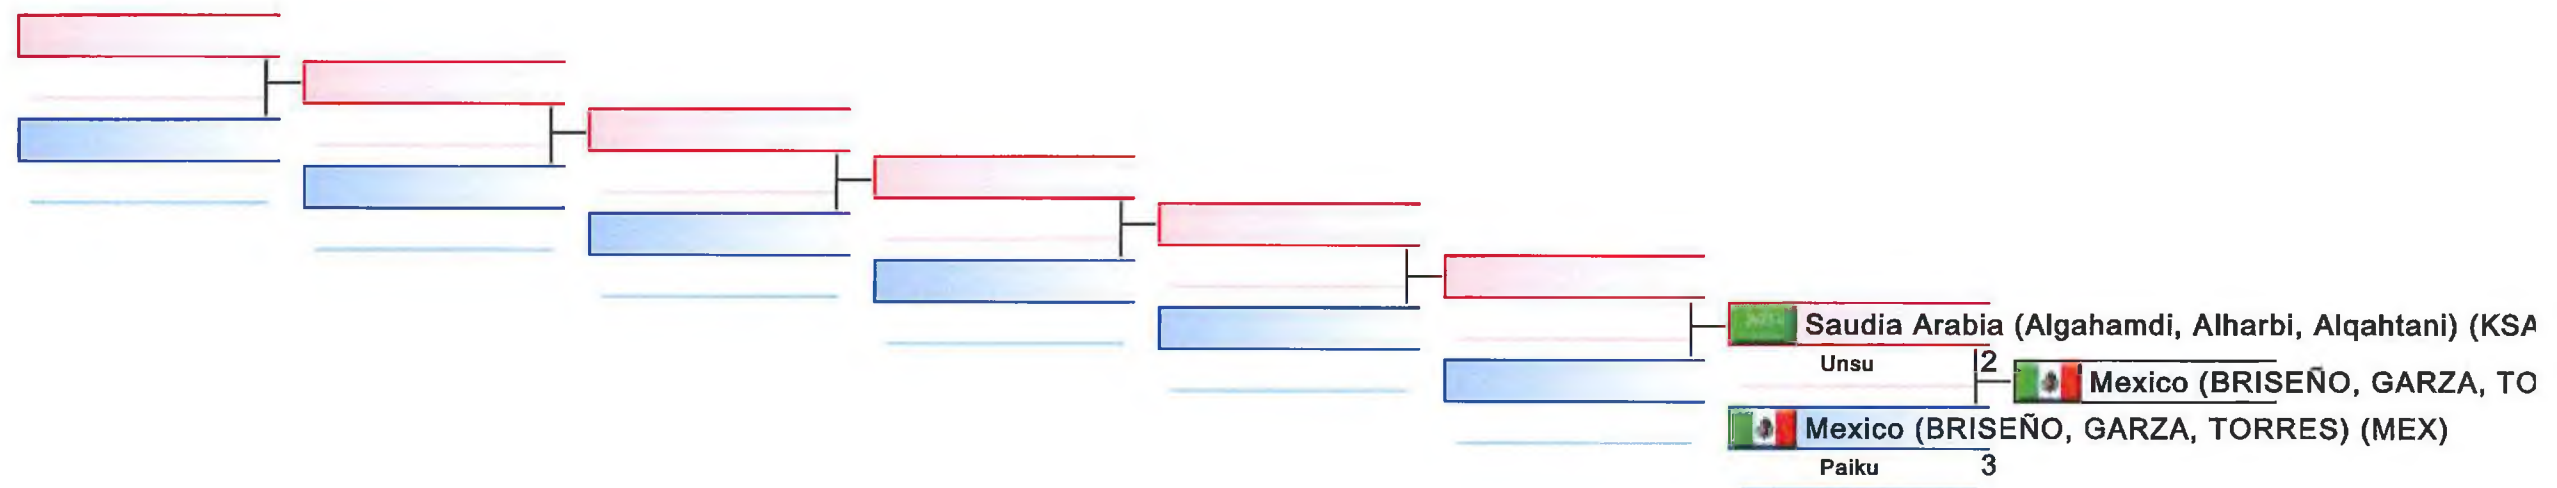 Saudia Arabia (Algahamdi, Alharbi, Alqahtani) (KSA
Unsu 2
Mexico (BRISEÑO, GARZA, TO
Mexico (BRISEÑO, GARZA, TORRES) (MEX)
Paiku 3